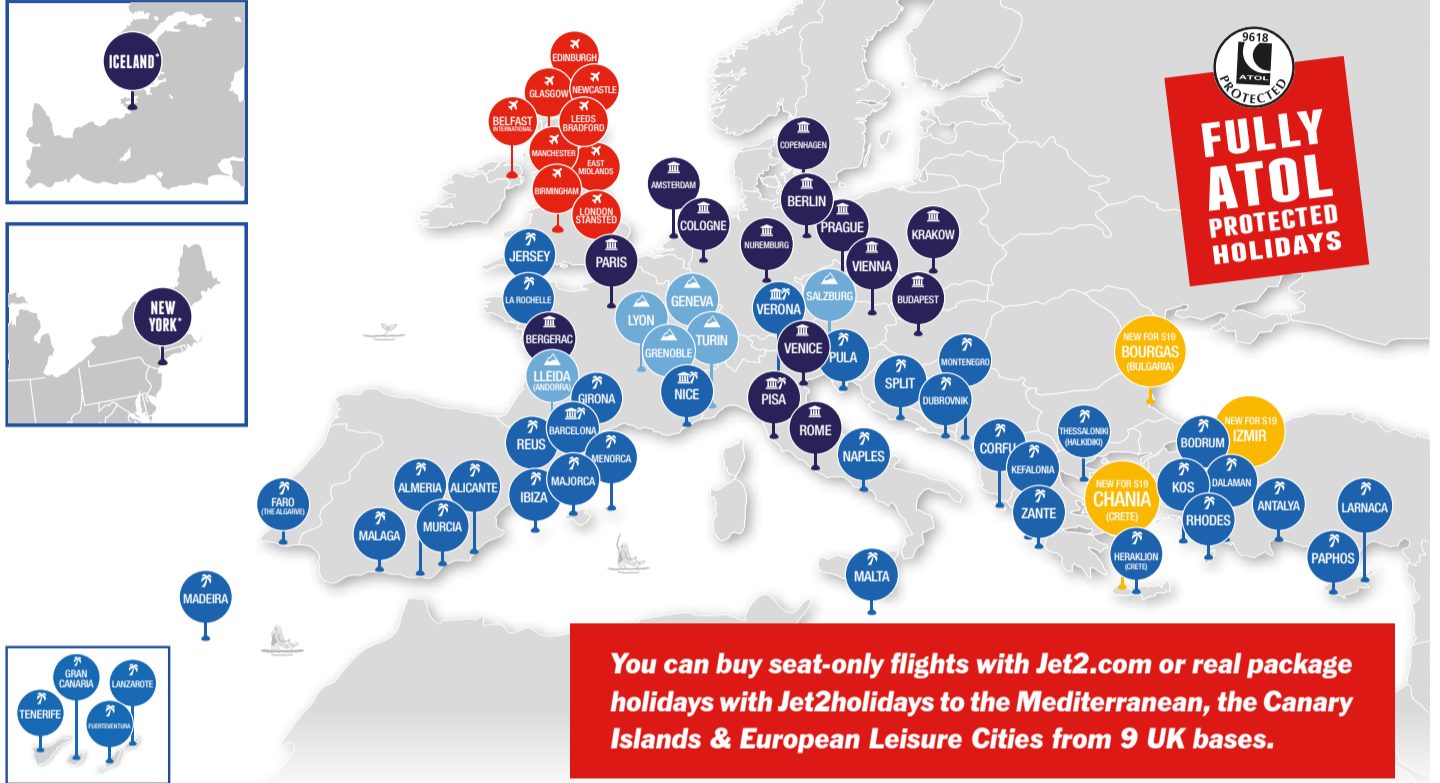 ICELAND*
NEW
YORK*
EDINBURGH
GLASGOW
NEWCASTLE
BELFAST
INTERNATIONAL
LEEDS
BRADFORD
MANCHESTER
EAST
MIDLANDS
BIRMINGHAM
LONDON
STANSTED
JERSEY
LA ROCHELLE
PARIS
AMSTERDAM
COLOGNE
COPENHAGEN
BERLIN
NUREMBURG
PRAGUE
VIENNA
KRAKOW
BUDAPEST
BERGERAC
LYON
GENEVA
GRENOBLE
TURIN
VERONA
SALZBURG
VENICE
PULA
LLEIDA
(ANDORRA)
GIRONA
BARCELONA
REUS
MENORCA
IBIZA
MAJORCA
NICE
PISA
ROME
NAPLES
SPLIT
MONTENEGRO
DUBROVNIK
CORFU
KEFALONIA
ZANTE
THESSALONIKI
(HALKIDIKI)
NEW FOR S19
BOURGAS
(BULGARIA)
NEW FOR S19
IZMIR
BODRUM
NEW FOR S19
CHANIA
(CRETE)
KOS
DALAMAN
RHODES
HERAKLION
(CRETE)
ANTALYA
LARNACA
PAPHOS
MALTA
FARO
(THE ALGARVE)
ALMERIA
ALICANTE
MALAGA
MURCIA
MADEIRA
GRAN
CANARIA
LANZAROTE
TENERIFE
FUERTEVENTURA
9618
ATOL
PROTECTED
FULLY
ATOL
PROTECTED
HOLIDAYS
You can buy seat-only flights with Jet2.com or real package
holidays with Jet2holidays to the Mediterranean, the Canary
Islands & European Leisure Cities from 9 UK bases.